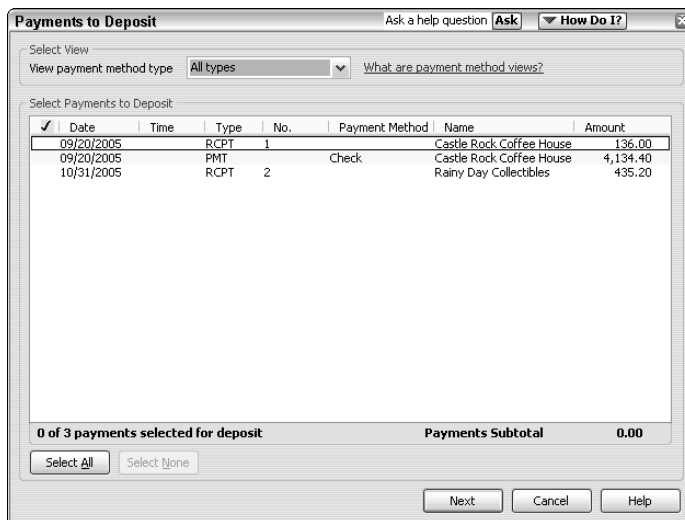 Payments to Deposit Ask a help question Ask How Do I?
Select View
View payment method type All types What are payment method views?
Select Payments to Deposit
✓ Date Time Type No. Payment Method Name Amount
09/20/2005 RCPT 1 Castle Rock Coffee House 136.00
09/20/2005 PMT Check Castle Rock Coffee House 4,134.40
10/31/2005 RCPT 2 Rainy Day Collectibles 435.20
0 of 3 payments selected for deposit Payments Subtotal 0.00
Select All Select None
Next Cancel Help